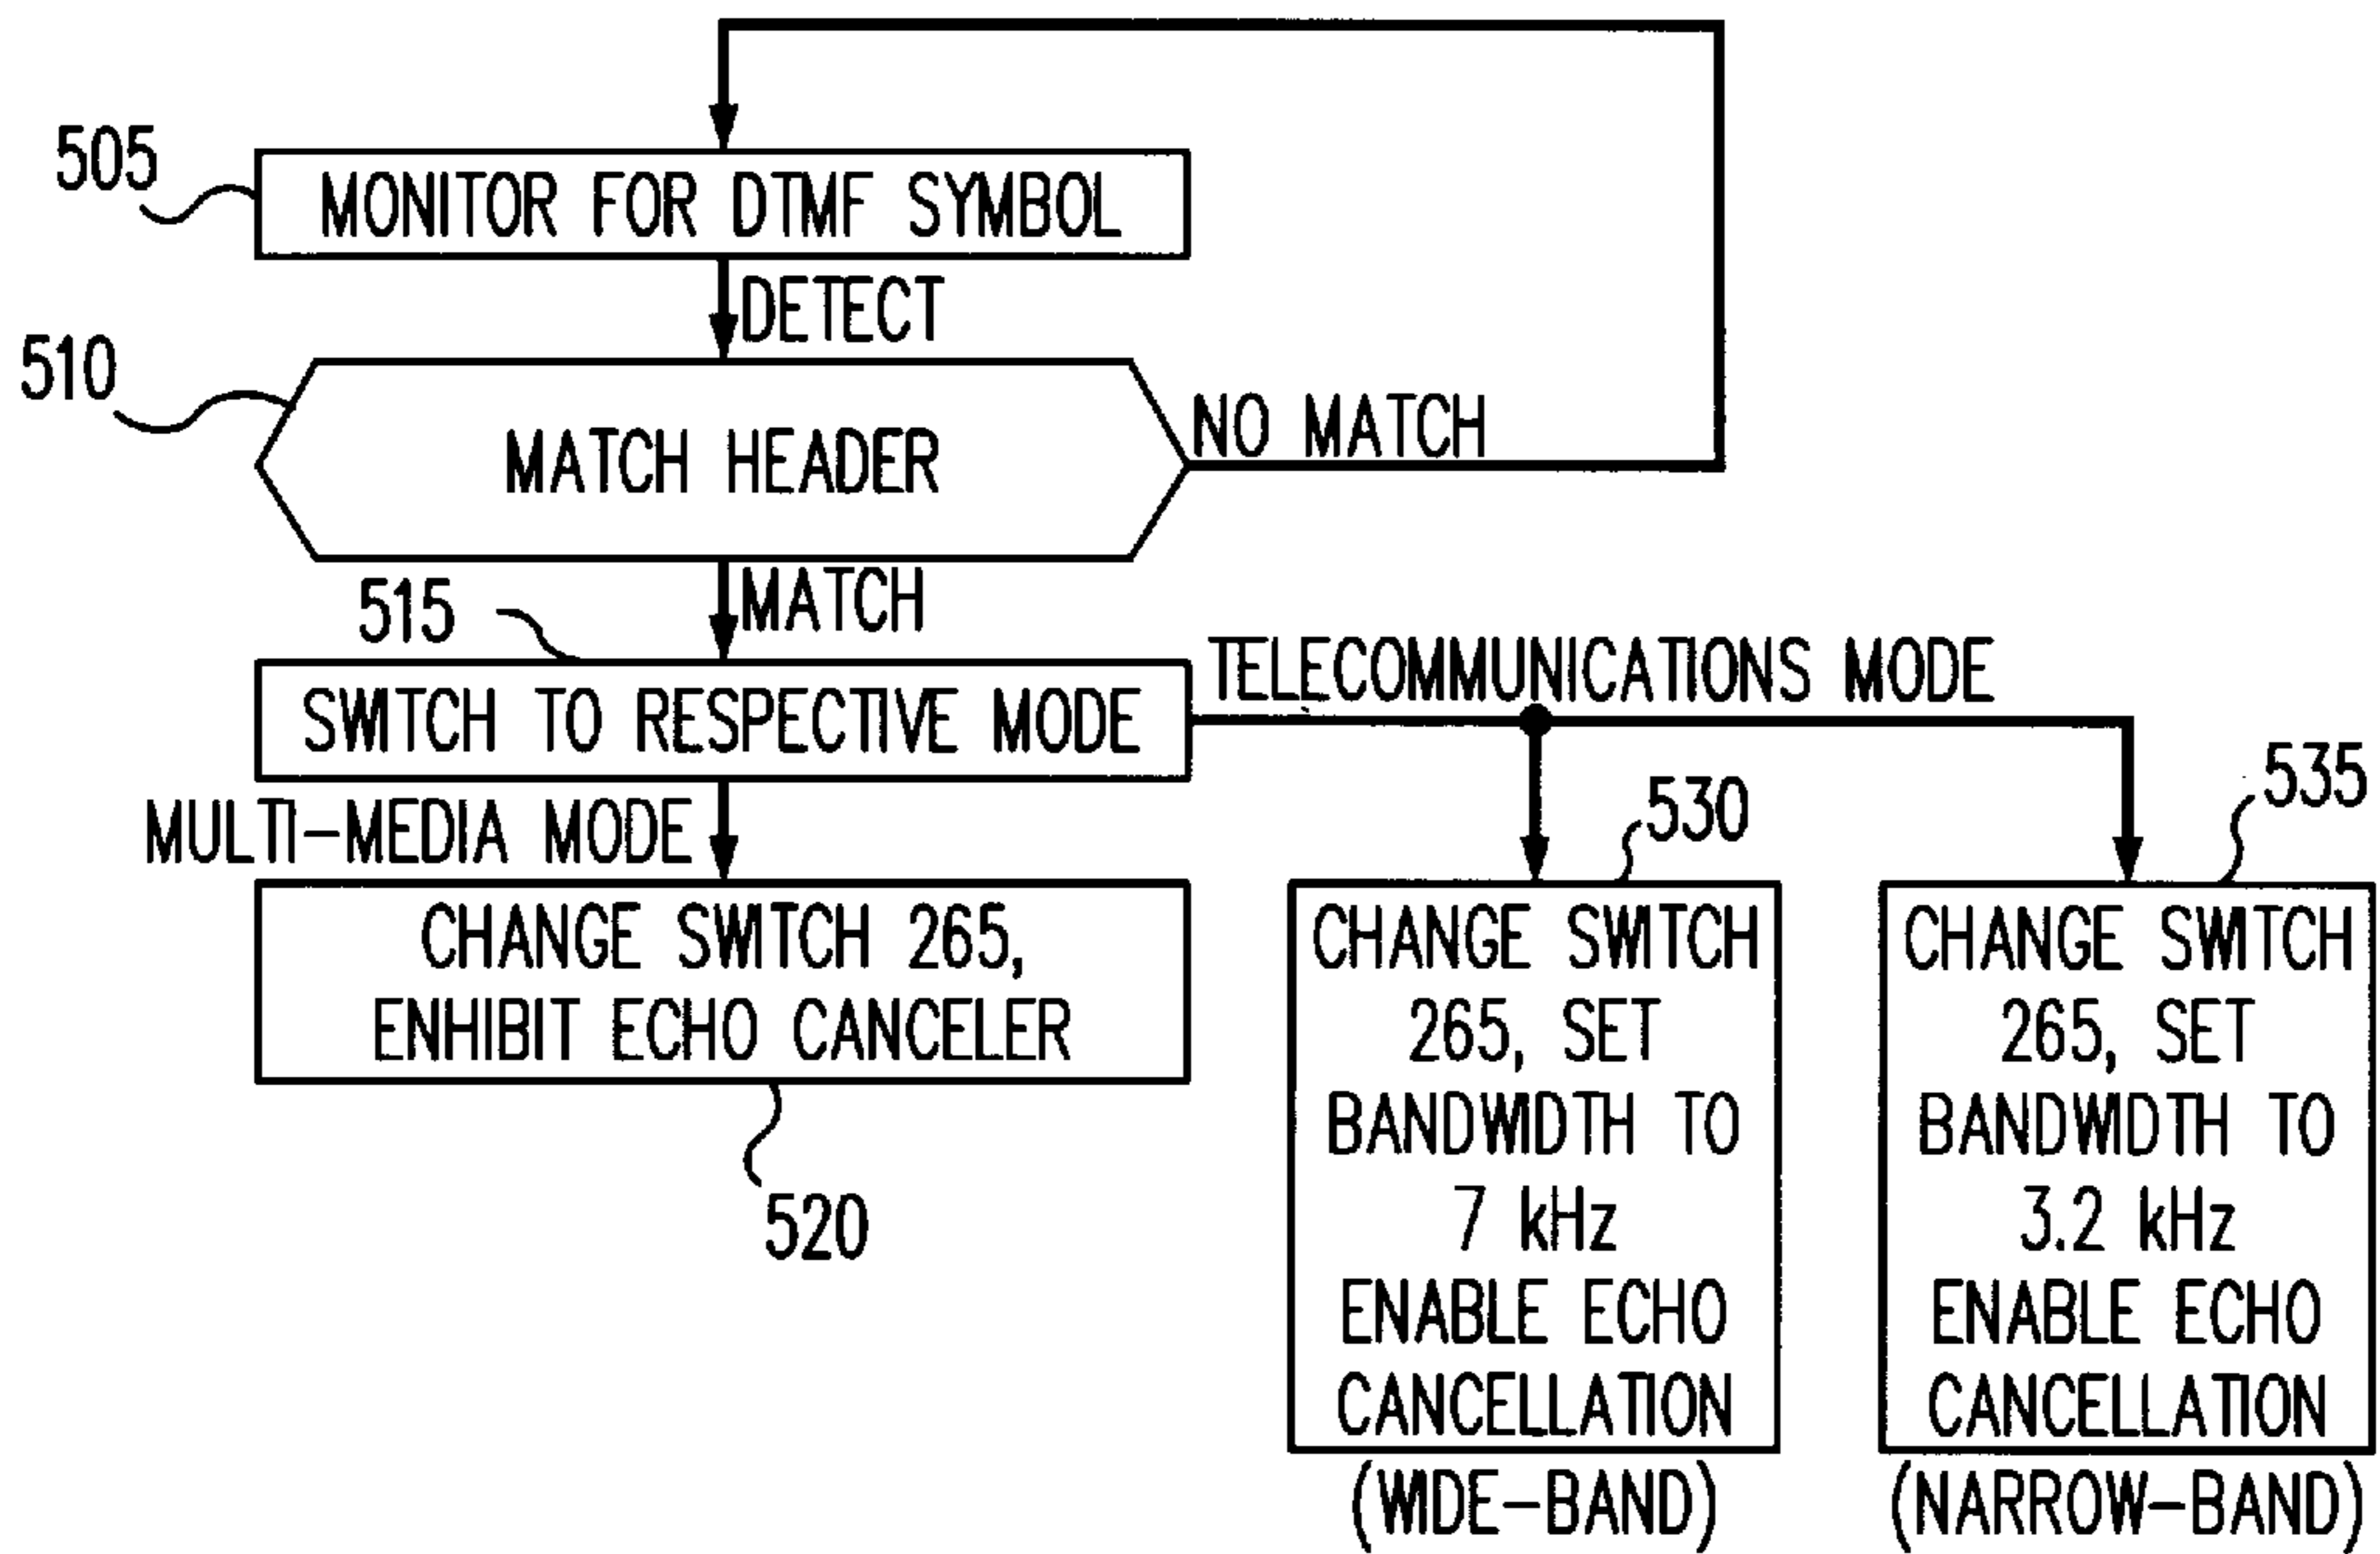 505
MONITOR FOR DTMF SYMBOL
DETECT
510
MATCH HEADER
NO MATCH
MATCH
515
SWITCH TO RESPECTIVE MODE
TELECOMMUNICATIONS MODE
MULTI-MEDIA MODE
530
535
CHANGE SWITCH 265,
ENHIBIT ECHO CANCELER
520
CHANGE SWITCH
265, SET
BANDWIDTH TO
7 kHz
ENABLE ECHO
CANCELLATION
(WIDE-BAND)
CHANGE SWITCH
265, SET
BANDWIDTH TO
3.2 kHz
ENABLE ECHO
CANCELLATION
(NARROW-BAND)